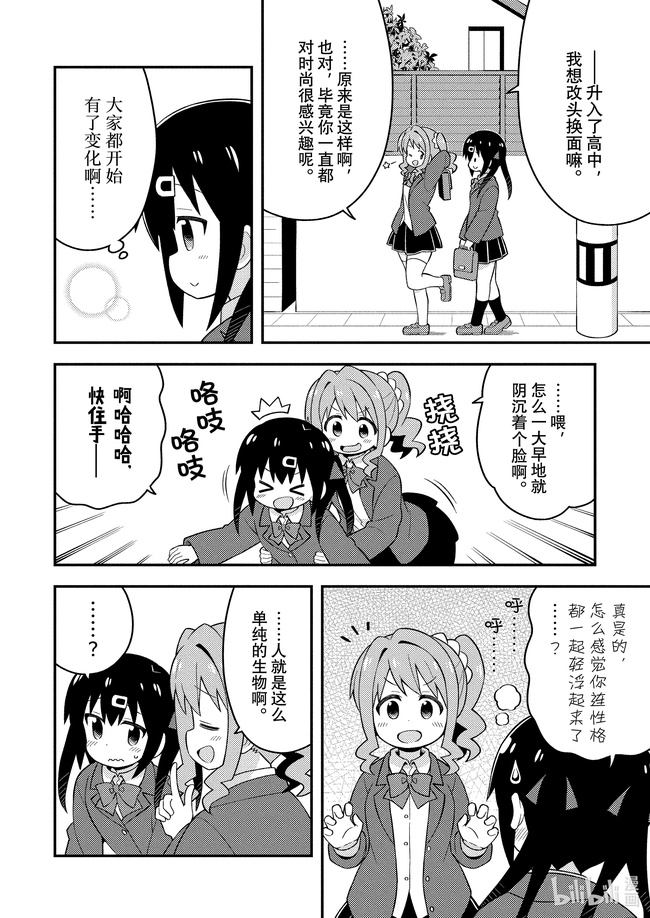 ——升入了高中，
我想改头换面嘛。
……原来是这样啊，
也对，毕竟你一直都
对时尚很感兴趣呢。
大家都开始
有了变化啊……
……喂，
怎么一大早地就
阴沉着个脸啊。
挠
挠
咯吱
咯吱
啊哈哈哈，
快住手——
真是的，
怎么感觉你连性格
都一起轻浮起来了
……？
呼……
呼……
……人就是这么
单纯的生物啊。
……？
bilibili
漫画